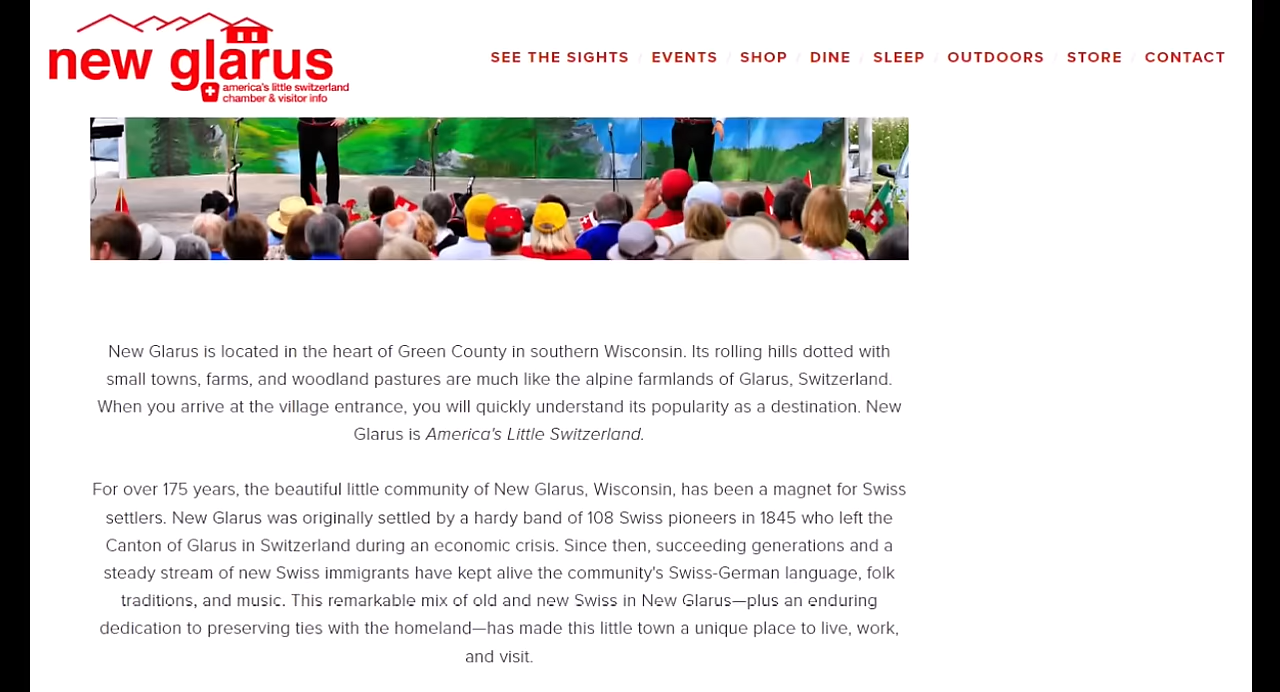 new glarus
america's little switzerland
chamber & visitor info
SEE THE SIGHTS / EVENTS / SHOP / DINE / SLEEP / OUTDOORS / STORE / CONTACT
New Glarus is located in the heart of Green County in southern Wisconsin. Its rolling hills dotted with
small towns, farms, and woodland pastures are much like the alpine farmlands of Glarus, Switzerland.
When you arrive at the village entrance, you will quickly understand its popularity as a destination. New
Glarus is America's Little Switzerland.
For over 175 years, the beautiful little community of New Glarus, Wisconsin, has been a magnet for Swiss
settlers. New Glarus was originally settled by a hardy band of 108 Swiss pioneers in 1845 who left the
Canton of Glarus in Switzerland during an economic crisis. Since then, succeeding generations and a
steady stream of new Swiss immigrants have kept alive the community's Swiss-German language, folk
traditions, and music. This remarkable mix of old and new Swiss in New Glarus—plus an enduring
dedication to preserving ties with the homeland—has made this little town a unique place to live, work,
and visit.